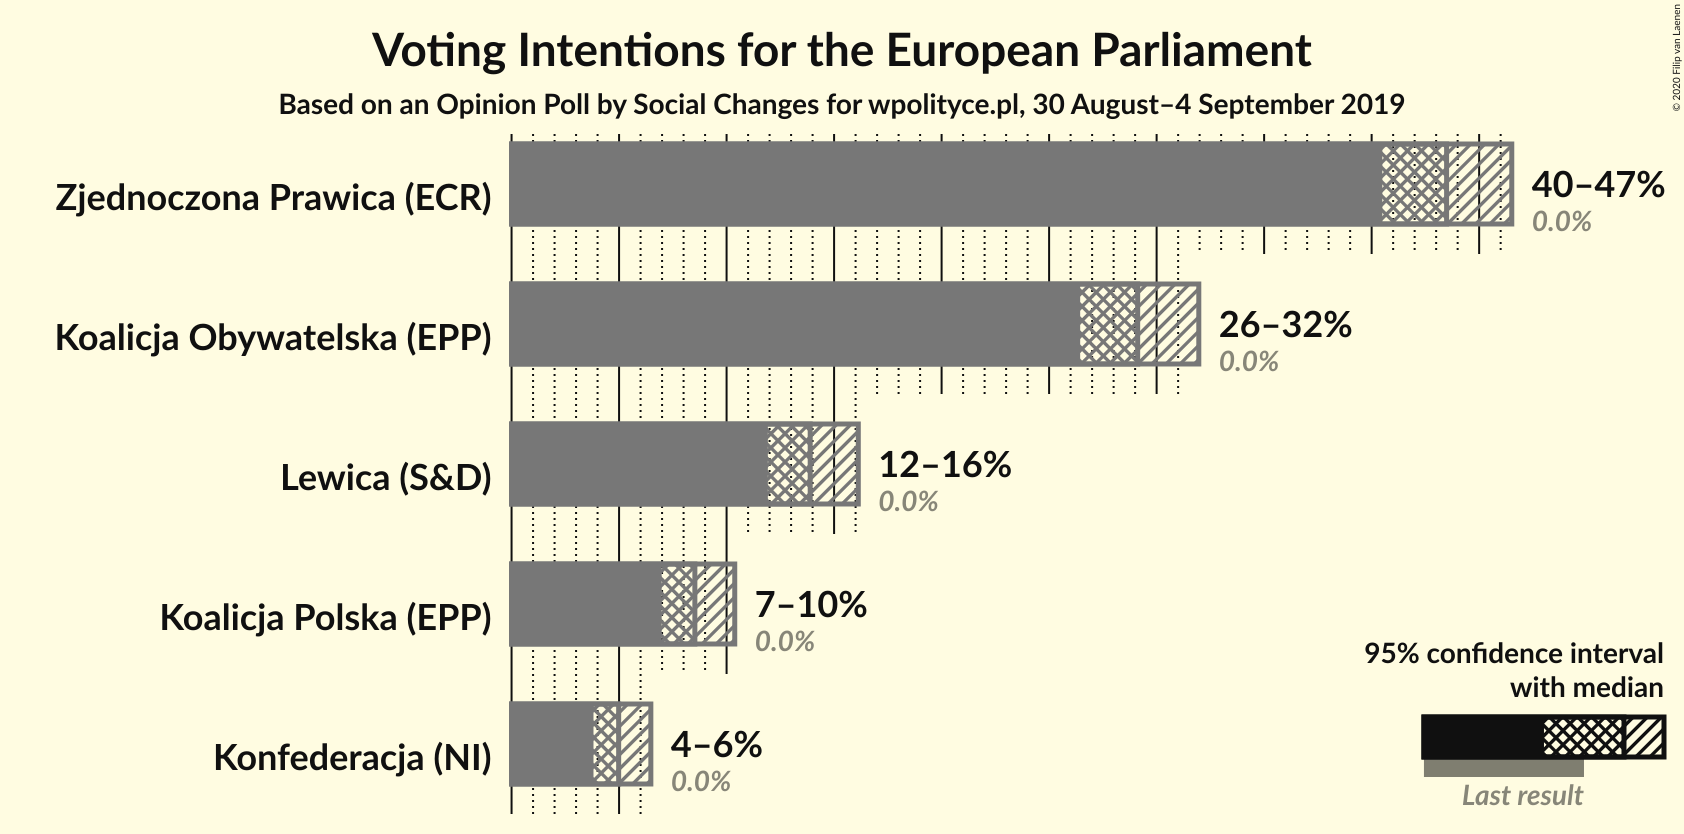 Voting Intentions for the European Parliament
Based on an Opinion Poll by Social Changes for wpolityce.pl, 30 August–4 September 2019
© 2020 Filip van Laenen
Zjednoczona Prawica (ECR)
40–47%
0.0%
Koalicja Obywatelska (EPP)
26–32%
0.0%
Lewica (S&D)
12–16%
0.0%
Koalicja Polska (EPP)
7–10%
0.0%
Konfederacja (NI)
4–6%
0.0%
95% confidence interval
with median
Last result